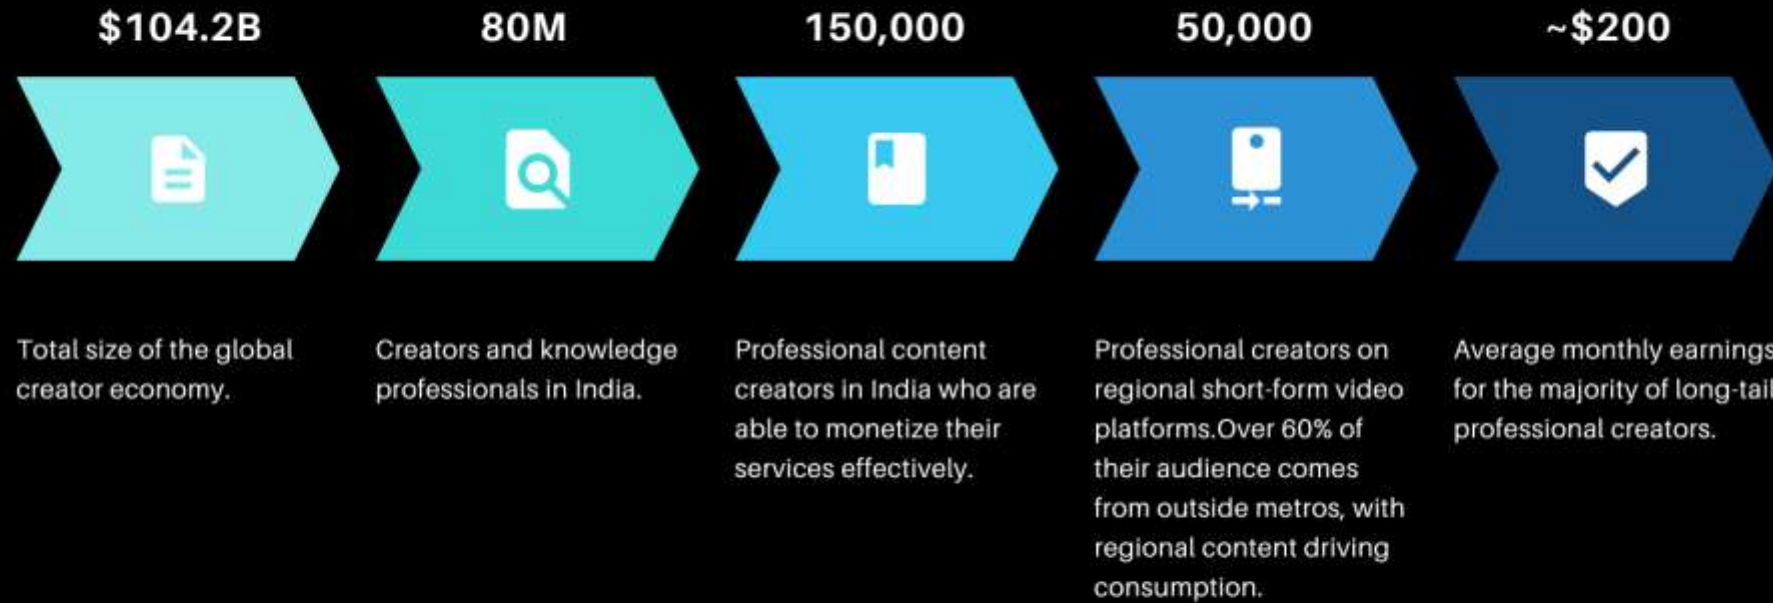 $104.2B
80M
150,000
50,000
~$200
Total size of the global
creator economy.
Creators and knowledge
professionals in India.
Professional content
creators in India who are
able to monetize their
services effectively.
Professional creators on
regional short-form video
platforms.Over 60% of
their audience comes
from outside metros, with
regional content driving
consumption.
Average monthly earnings
for the majority of long-tail
professional creators.